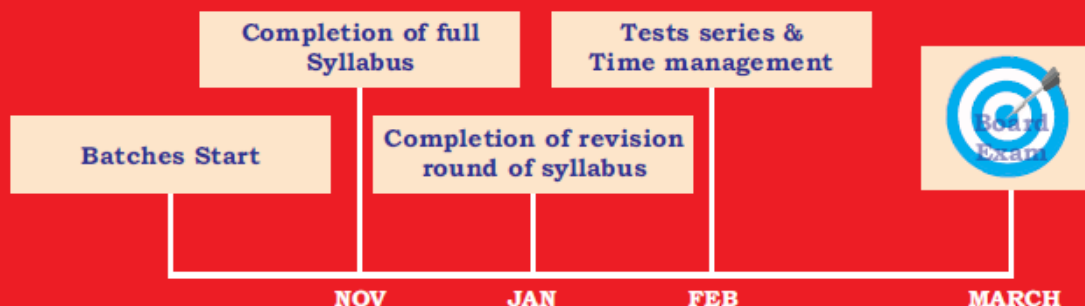 Completion of full
Syllabus
Tests series &
Time management
Board
Exam
Batches Start
Completion of revision
round of syllabus
NOV
JAN
FEB
MARCH